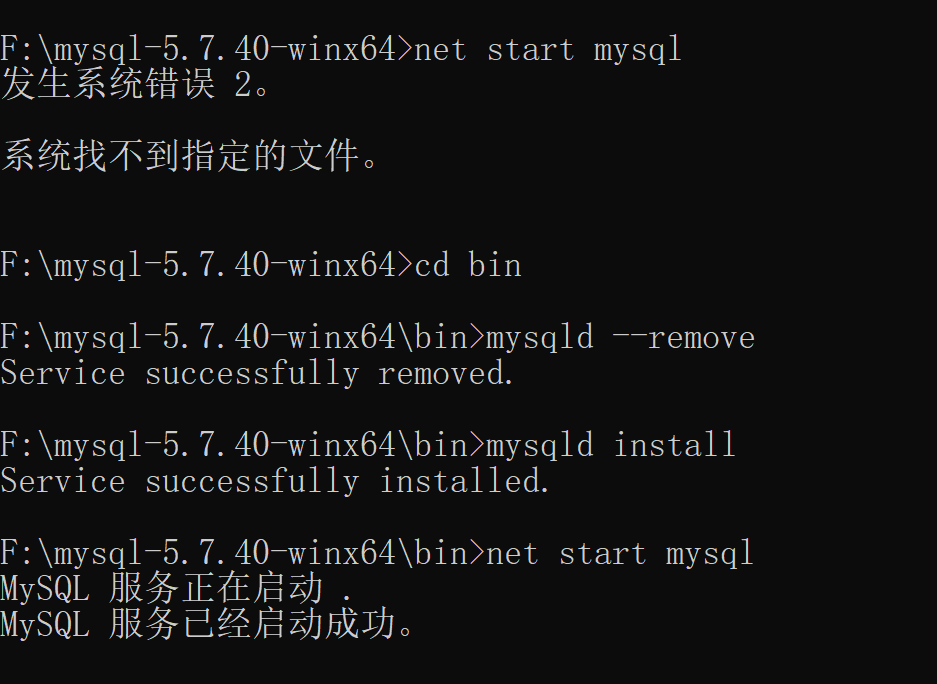 F:\mysql-5.7.40-winx64>net start mysql
发生系统错误 2。
系统找不到指定的文件。
F:\mysql-5.7.40-winx64>cd bin
F:\mysql-5.7.40-winx64\bin>mysqld --remove
Service successfully removed.
F:\mysql-5.7.40-winx64\bin>mysqld install
Service successfully installed.
F:\mysql-5.7.40-winx64\bin>net start mysql
MySQL 服务正在启动 .
MySQL 服务已经启动成功。